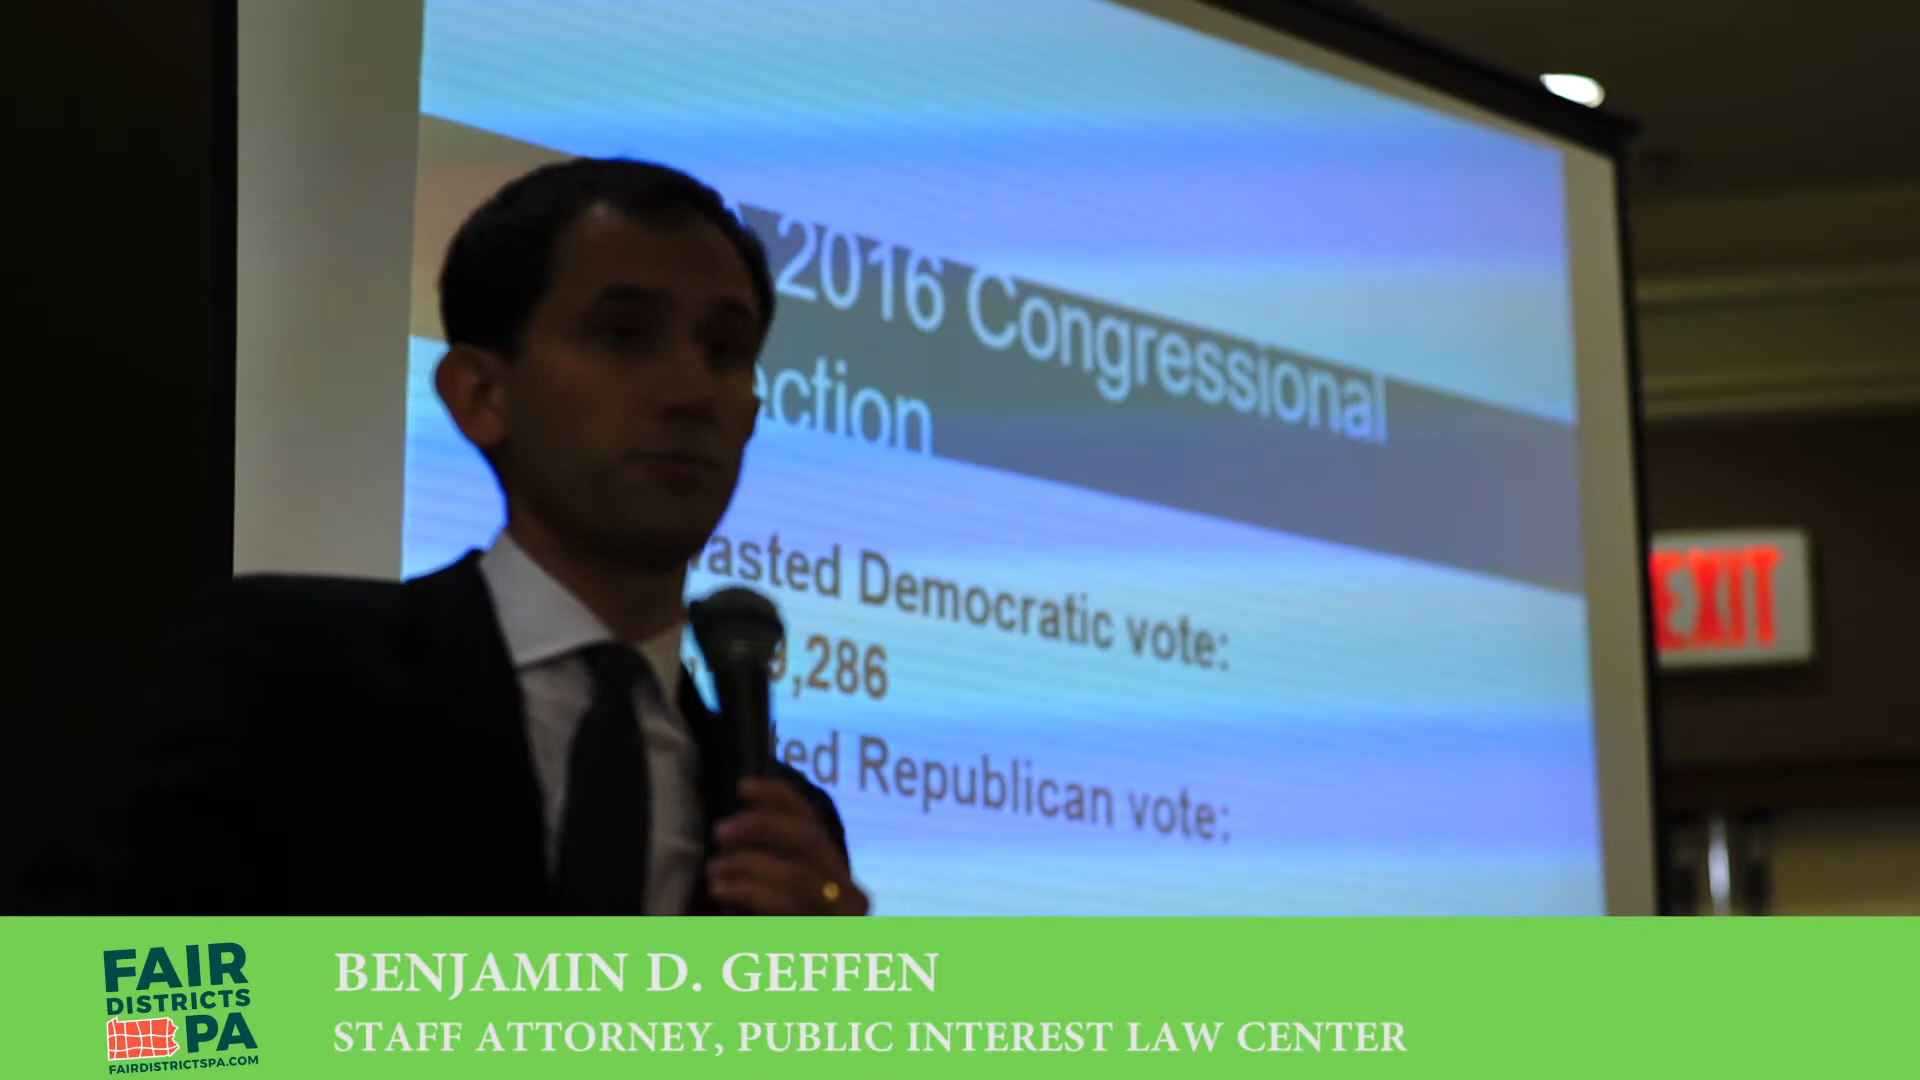 2016 Congressional
ection
asted Democratic vote:
9,286
ted Republican vote:
EXIT
FAIR
DISTRICTS
PA
FAIRDISTRICTSPA.COM
BENJAMIN D. GEFFEN
STAFF ATTORNEY, PUBLIC INTEREST LAW CENTER